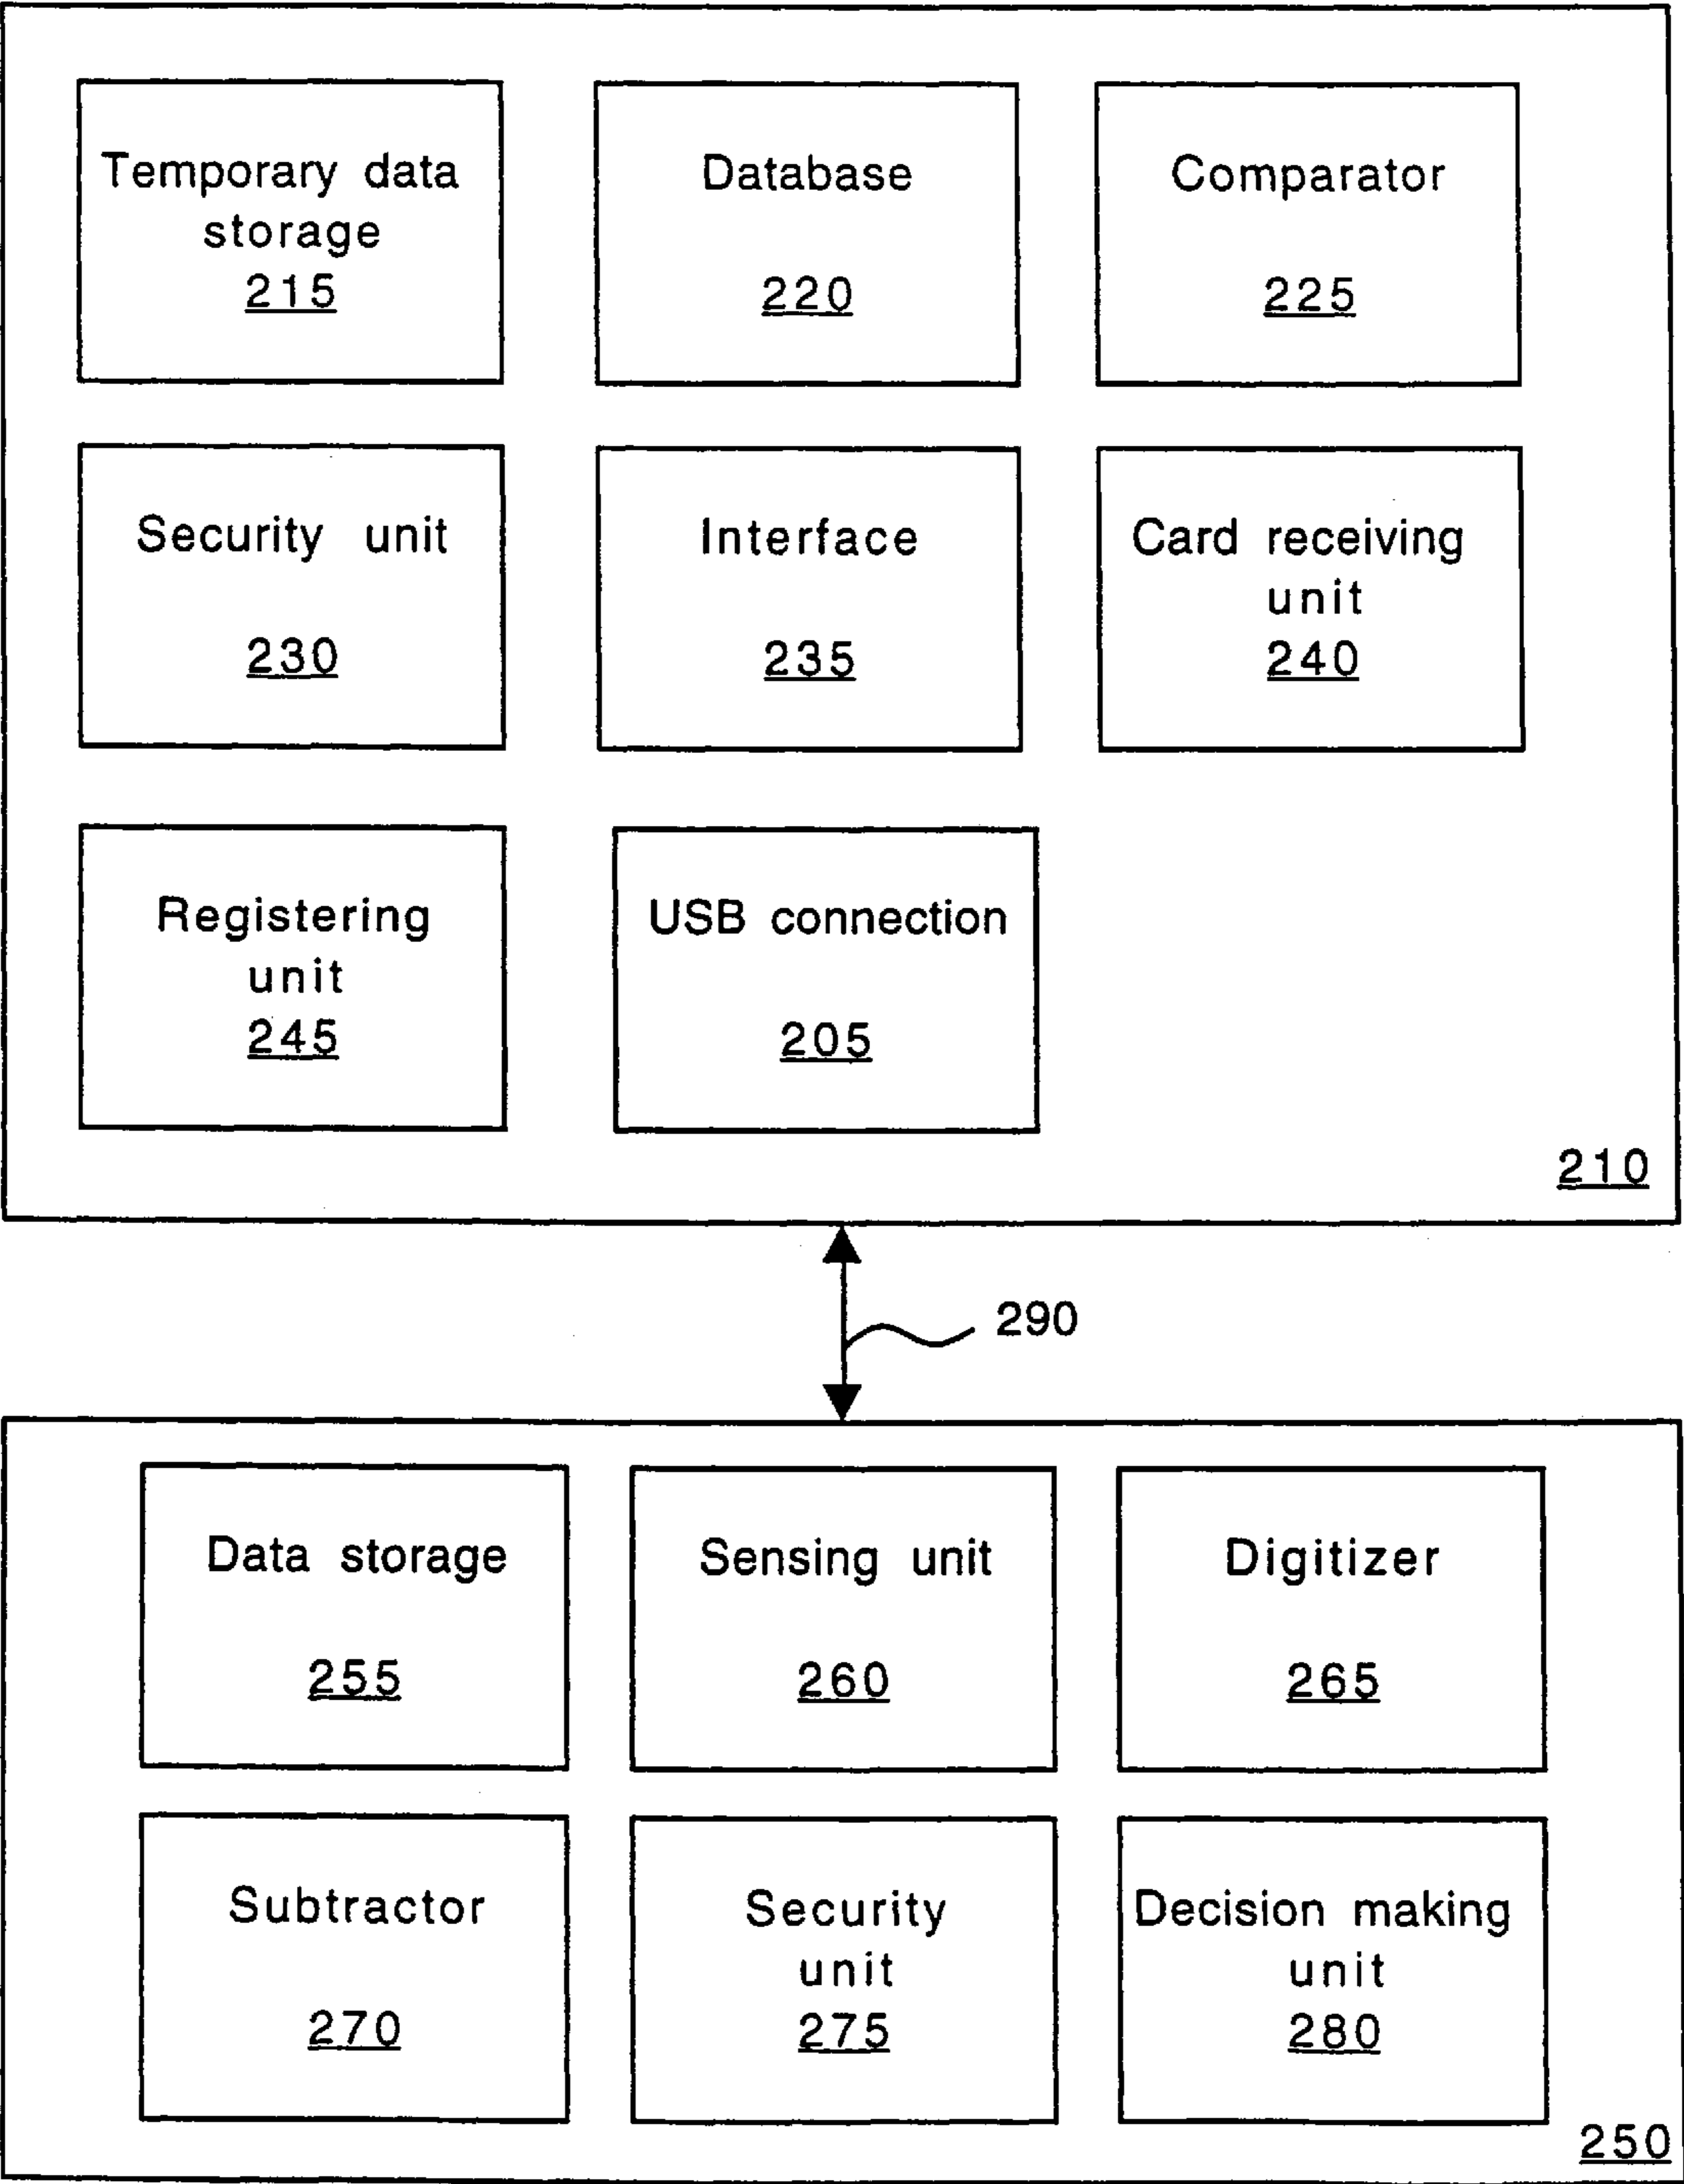 Temporary data
storage
215
Database
220
Comparator
225
Security unit
230
Interface
235
Card receiving
unit
240
Registering
unit
245
USB connection
205
210
290
Data storage
255
Sensing unit
260
Digitizer
265
Subtractor
270
Security
unit
275
Decision making
unit
280
250